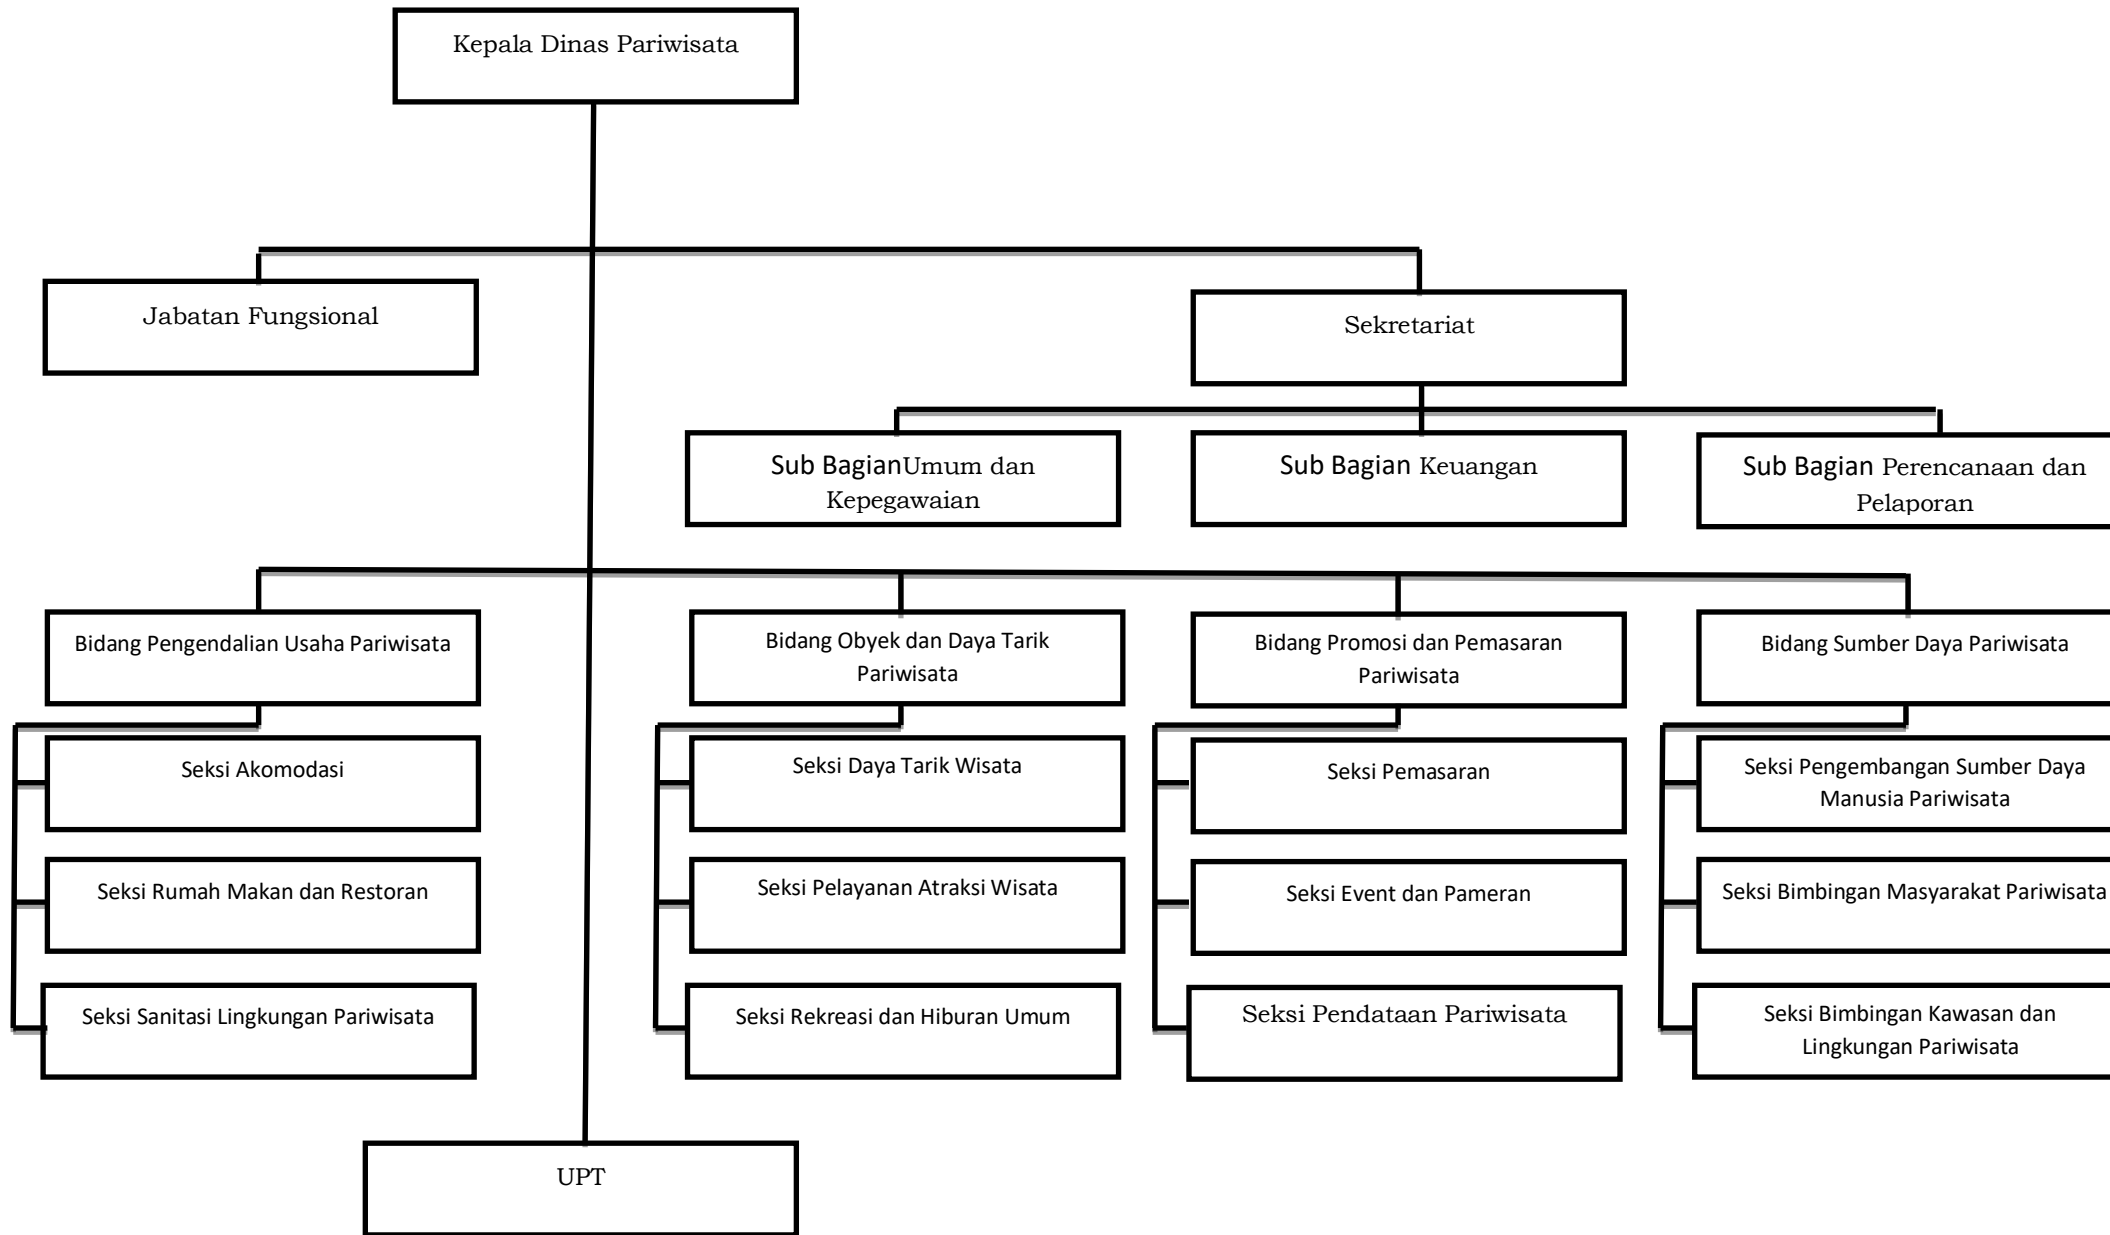 Kepala Dinas Pariwisata
Jabatan Fungsional
Sekretariat
Sub BagianUmum dan
Kepegawaian
Sub Bagian Keuangan
Sub Bagian Perencanaan dan
Pelaporan
Bidang Pengendalian Usaha Pariwisata
Bidang Obyek dan Daya Tarik
Pariwisata
Bidang Promosi dan Pemasaran
Pariwisata
Bidang Sumber Daya Pariwisata
Seksi Akomodasi
Seksi Daya Tarik Wisata
Seksi Pemasaran
Seksi Pengembangan Sumber Daya
Manusia Pariwisata
Seksi Rumah Makan dan Restoran
Seksi Pelayanan Atraksi Wisata
Seksi Event dan Pameran
Seksi Bimbingan Masyarakat Pariwisata
Seksi Sanitasi Lingkungan Pariwisata
Seksi Rekreasi dan Hiburan Umum
Seksi Pendataan Pariwisata
Seksi Bimbingan Kawasan dan
Lingkungan Pariwisata
UPT